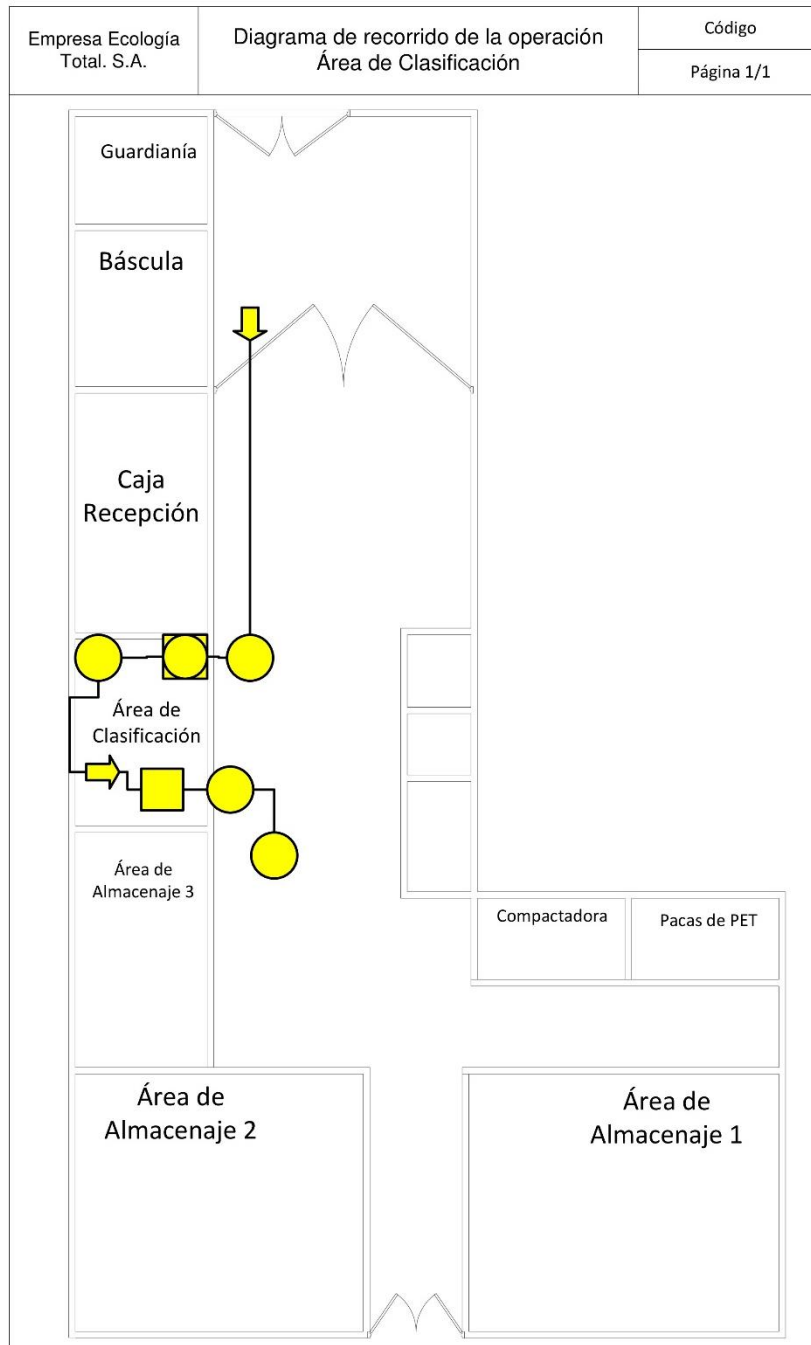 Empresa Ecología
Total. S.A.
Diagrama de recorrido de la operación
Área de Clasificación
Código
Página 1/1
Guardianía
Báscula
Caja
Recepción
Área de
Clasificación
Área de
Almacenaje 3
Compactadora
Pacas de PET
Área de
Almacenaje 2
Área de
Almacenaje 1